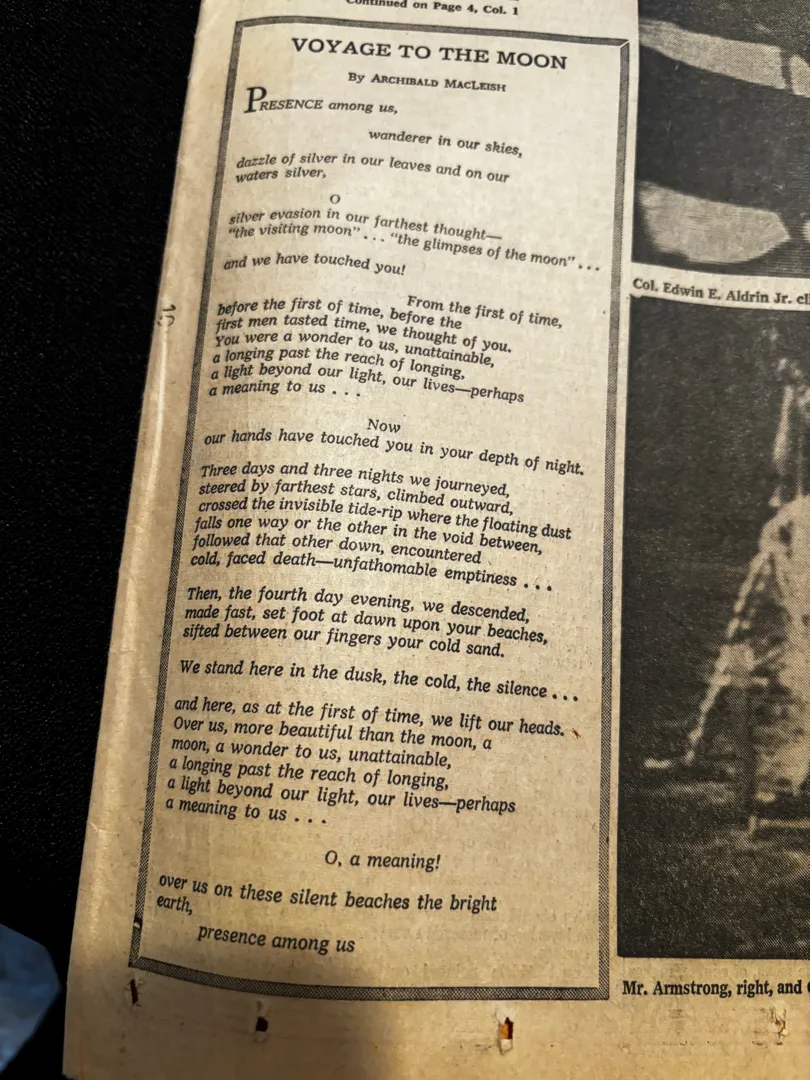 Continued on Page 4, Col. 1
VOYAGE TO THE MOON
By ARCHIBALD MACLEISH
PRESENCE among us,
wanderer in our skies,
dazzle of silver in our leaves and on our
waters silver,
O
silver evasion in our farthest thought—
"the visiting moon" . . . "the glimpses of the moon" . . .
and we have touched you!
From the first of time,
before the first of time, before the
first men tasted time, we thought of you.
You were a wonder to us, unattainable,
a longing past the reach of longing,
a light beyond our light, our lives—perhaps
a meaning to us . . .
Now
our hands have touched you in your depth of night.
Three days and three nights we journeyed,
steered by farthest stars, climbed outward,
crossed the invisible tide-rip where the floating dust
falls one way or the other in the void between,
followed that other down, encountered
cold, faced death—unfathomable emptiness . . .
Then, the fourth day evening, we descended,
made fast, set foot at dawn upon your beaches,
sifted between our fingers your cold sand.
We stand here in the dusk, the cold, the silence . . .
and here, as at the first of time, we lift our heads.
Over us, more beautiful than the moon, a
moon, a wonder to us, unattainable,
a longing past the reach of longing,
a light beyond our light, our lives—perhaps
a meaning to us . . .
O, a meaning!
over us on these silent beaches the bright
earth,
presence among us
Col. Edwin E. Aldrin Jr. cl
Mr. Armstrong, right, and